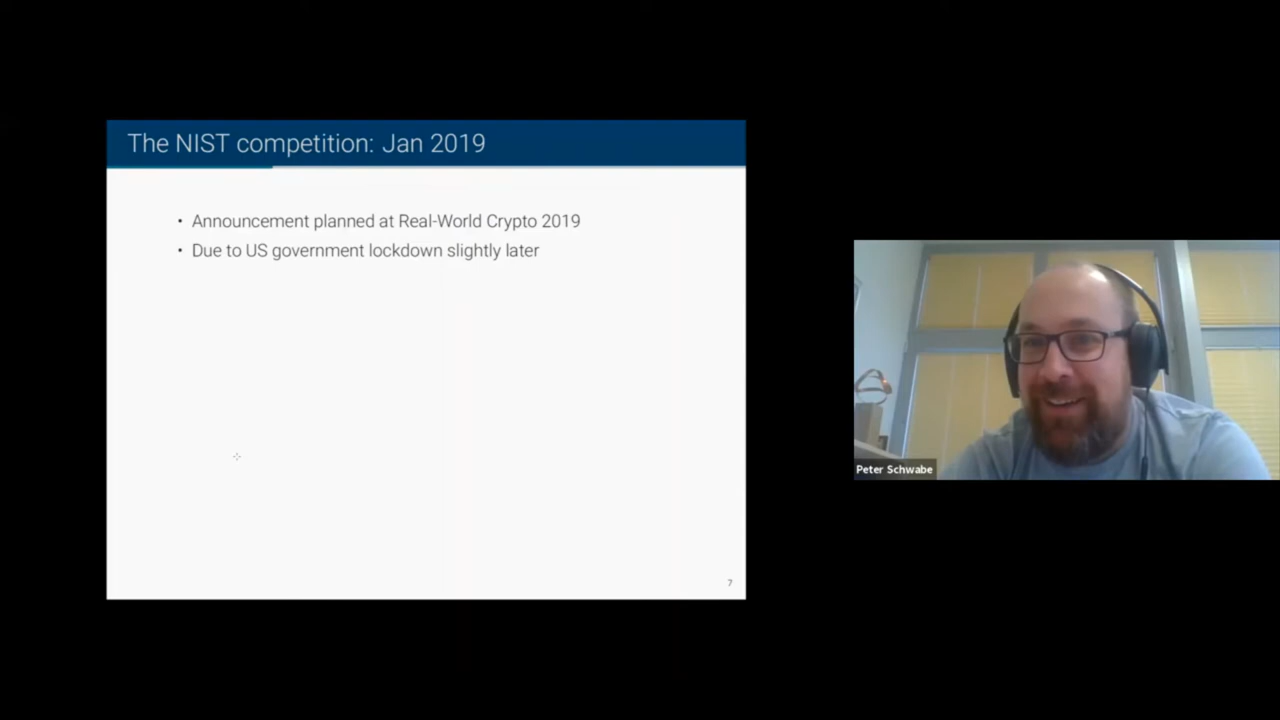 The NIST competition: Jan 2019
• Announcement planned at Real-World Crypto 2019
• Due to US government lockdown slightly later
7
Peter Schwabe